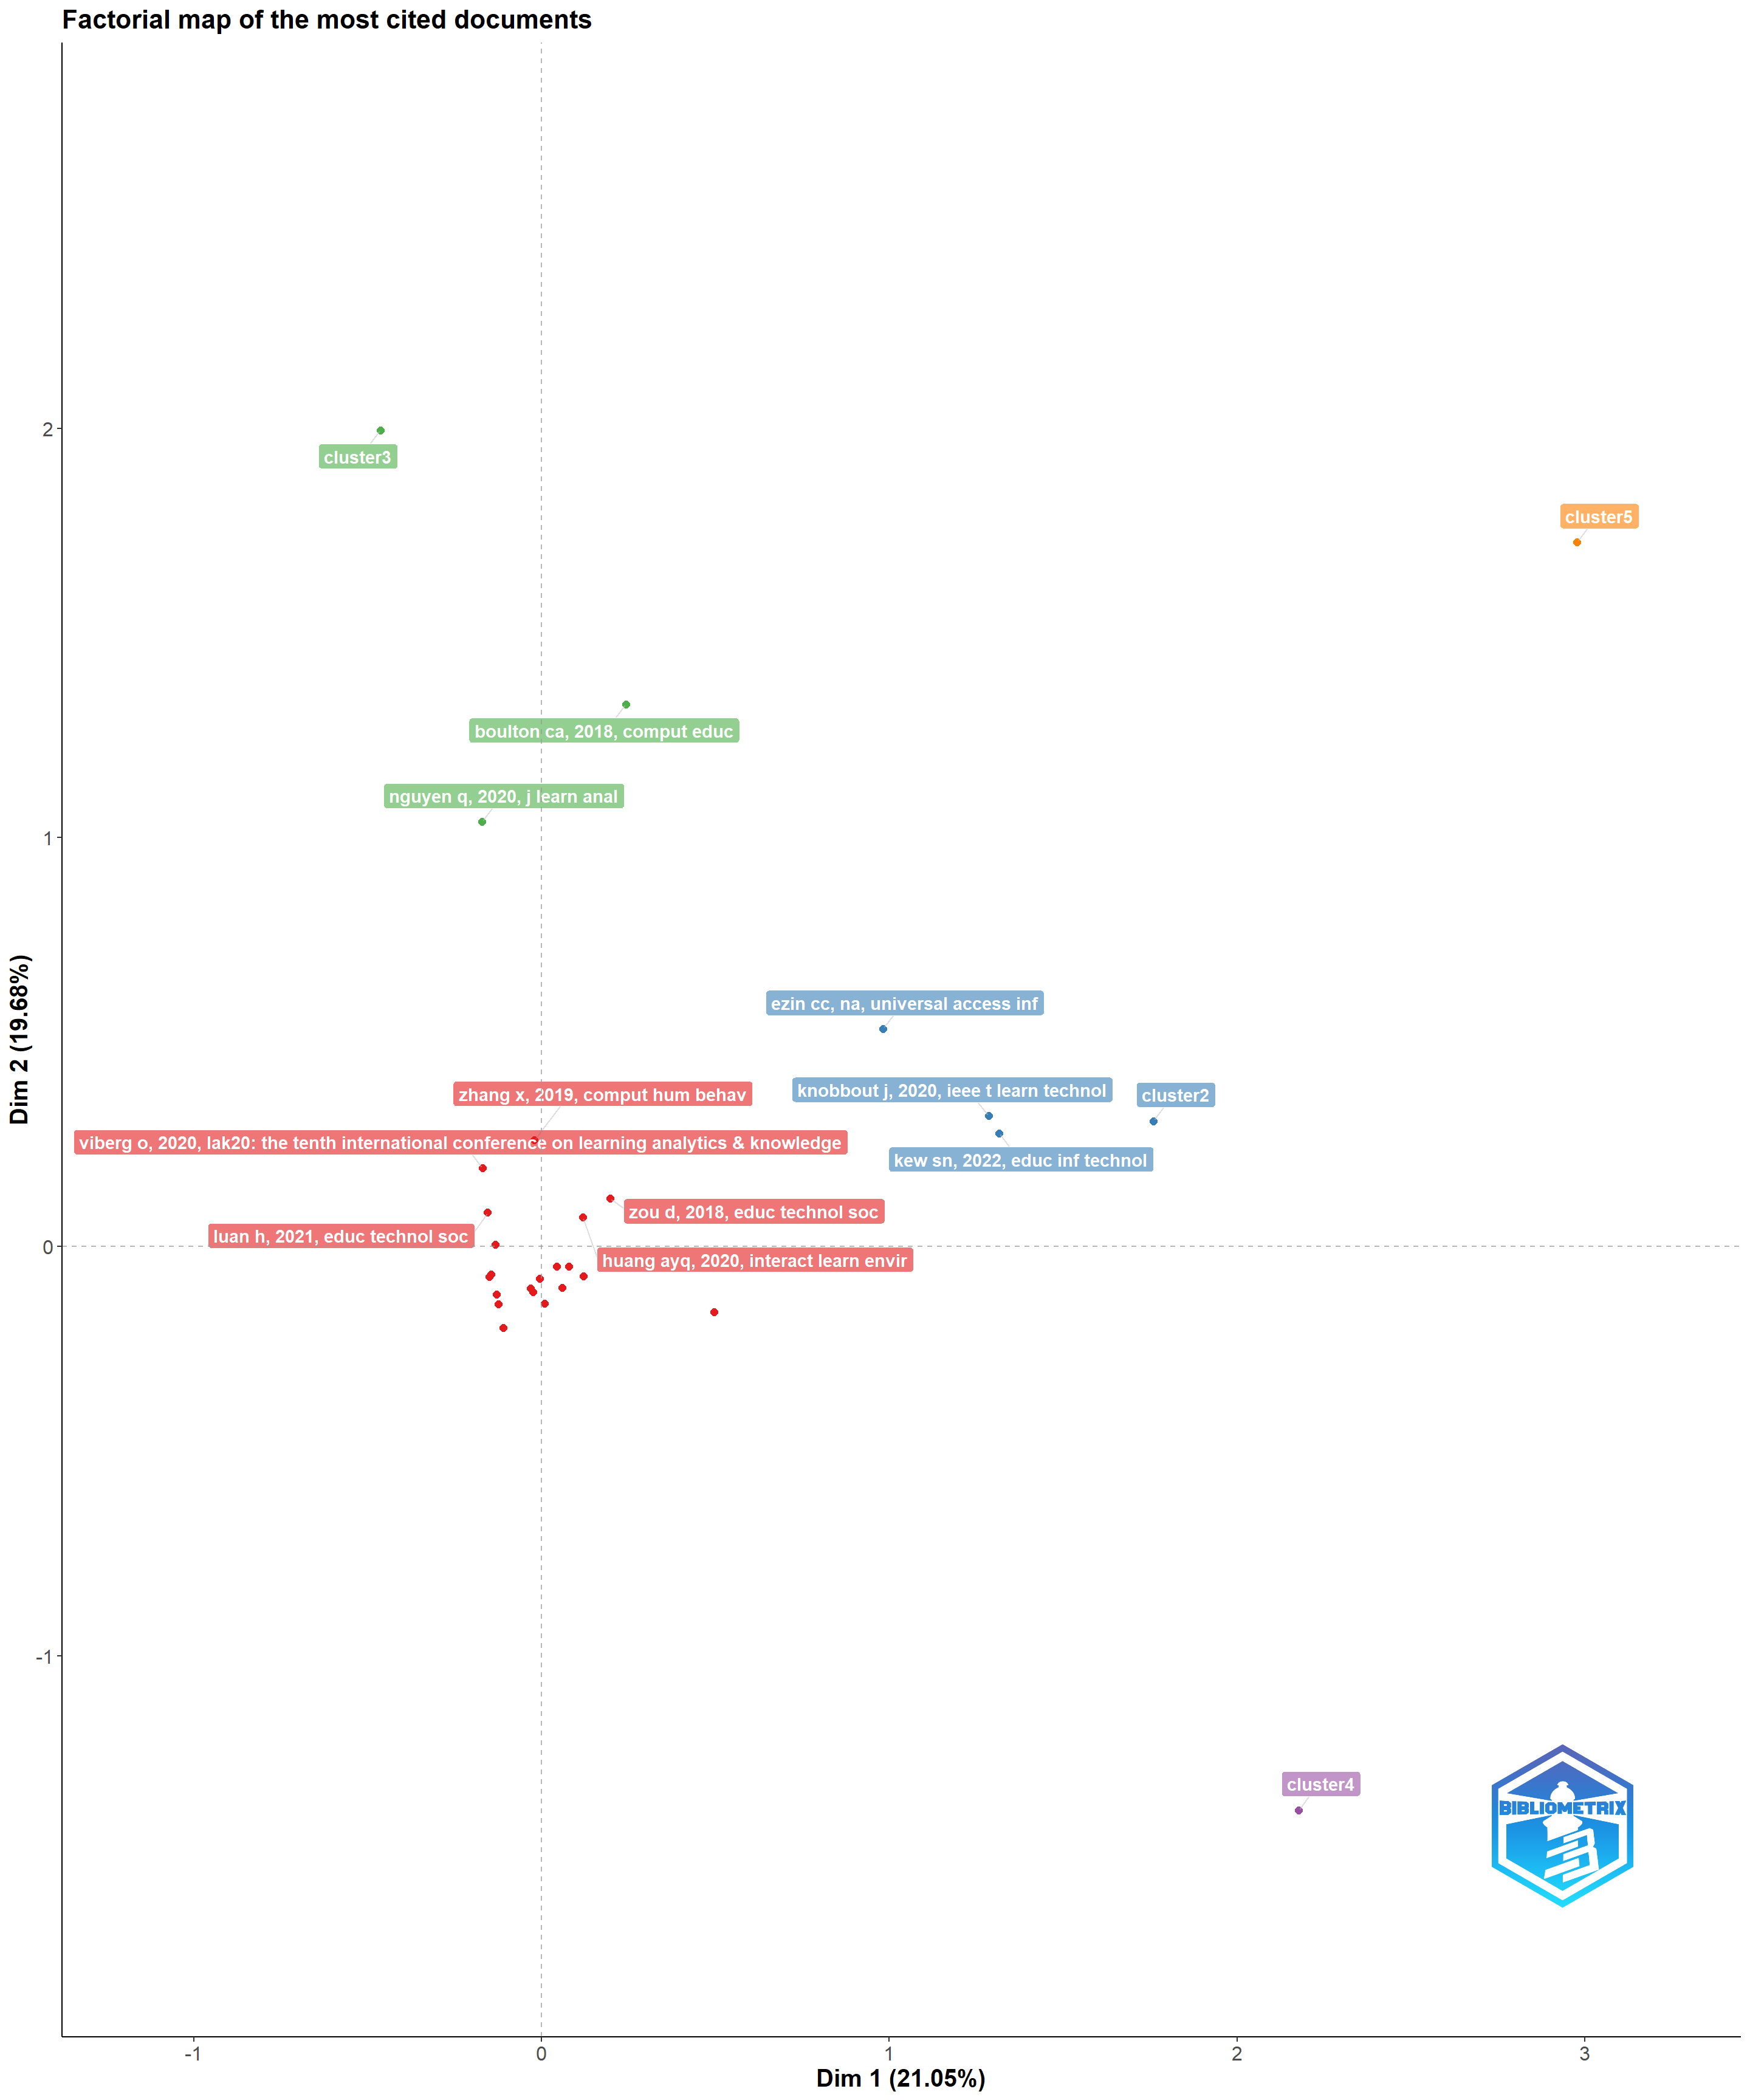 Factorial map of the most cited documents
2
cluster3
cluster5
boulton ca, 2018, comput educ
nguyen q, 2020, j learn anal
1
Dim 2 (19.68%)
ezin cc, na, universal access inf
knobbout j, 2020, ieee t learn technol
cluster2
zhang x, 2019, comput hum behav
viberg o, 2020, lak20: the tenth international conference on learning analytics & knowledge
kew sn, 2022, educ inf technol
zou d, 2018, educ technol soc
luan h, 2021, educ technol soc
0
huang ayq, 2020, interact learn envir
-1
cluster4
BIBLIOMETRIX
-1 0 1 2 3
Dim 1 (21.05%)